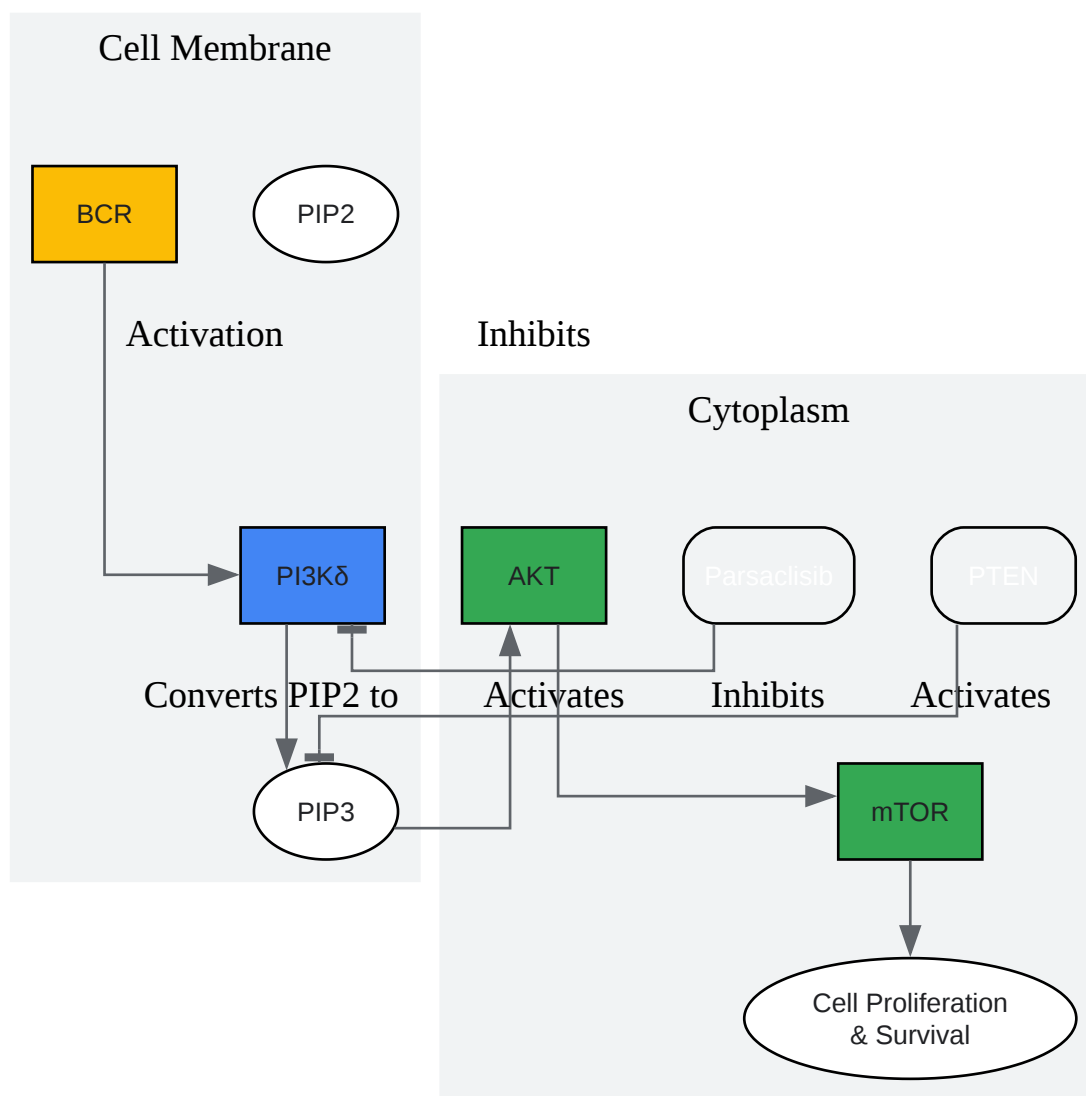 Cell Membrane
BCR
PIP2
Activation
Inhibits
Cytoplasm
PI3Kδ
AKT
Parsaclisib
PTEN
Converts PIP2 to
Activates
Inhibits
Activates
PIP3
mTOR
Cell Proliferation
& Survival